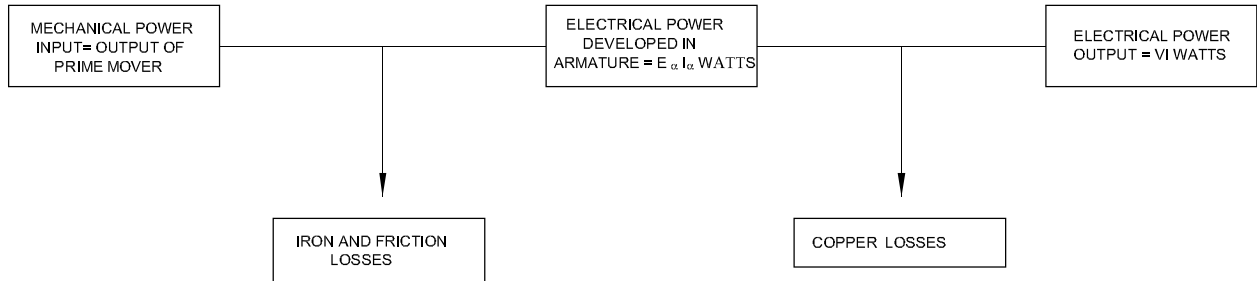 MECHANICAL POWER
INPUT= OUTPUT OF
PRIME MOVER
ELECTRICAL POWER
DEVELOPED IN
ARMATURE = E α I α WATTS
ELECTRICAL POWER
OUTPUT = VI WATTS
IRON AND FRICTION
LOSSES
COPPER LOSSES